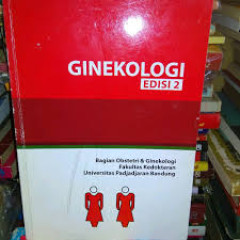 GINEKOLOGI
EDISI 2
Bagian Obstetri & Ginekologi
Fakultas Kedokteran
Universitas Padjadjaran Bandung